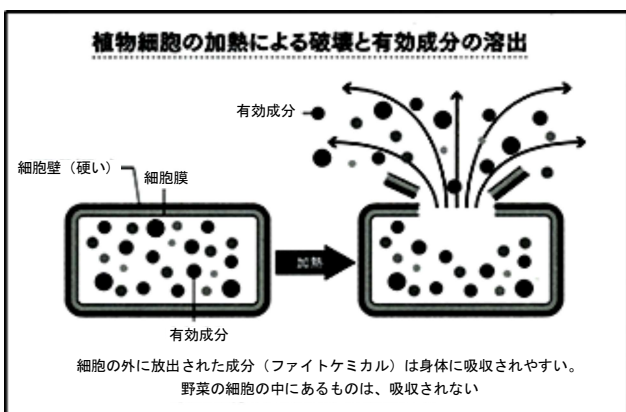 植物細胞の加熱による破壊と有効成分の溶出
有効成分
細胞壁（硬い）
細胞膜
加熱
有効成分
細胞の外に放出された成分（ファイトケミカル）は身体に吸収されやすい。
野菜の細胞の中にあるものは、吸収されない